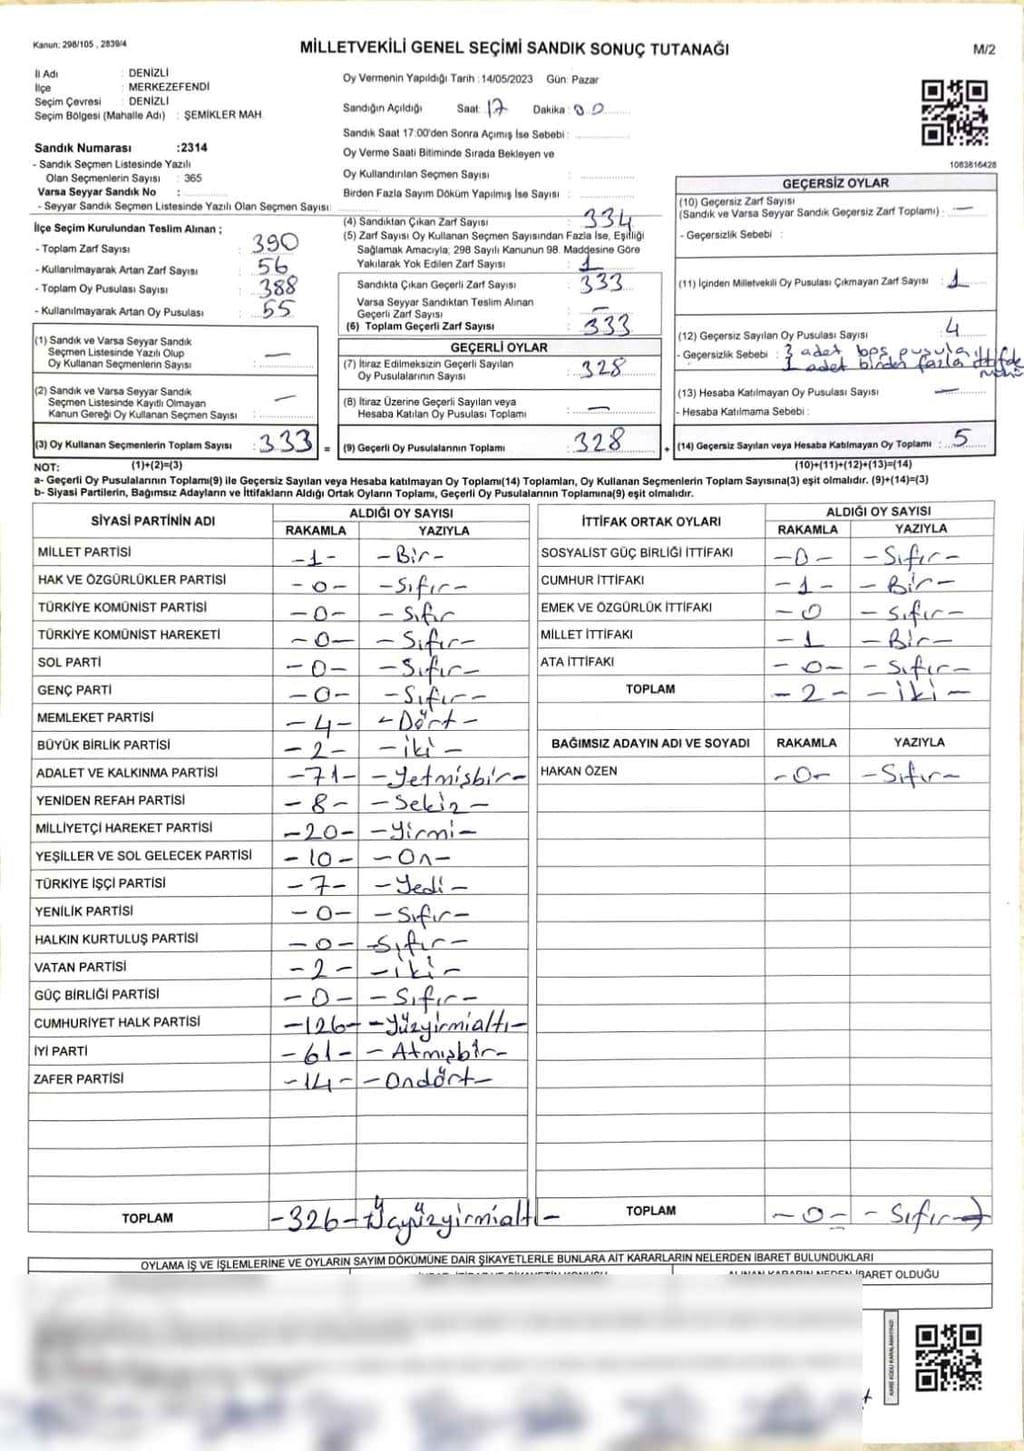 Kanun: 298/105 , 2839/4
MİLLETVEKİLİ GENEL SEÇİMİ SANDIK SONUÇ TUTANAĞI
M/2
İl Adı : DENİZLİ
İlçe : MERKEZEFENDİ
Seçim Çevresi : DENİZLİ
Seçim Bölgesi (Mahalle Adı) : ŞEMİKLER MAH.
Sandık Numarası :2314
- Sandık Seçmen Listesinde Yazılı
Olan Seçmenlerin Sayısı : 365
Varsa Seyyar Sandık No :
- Seyyar Sandık Seçmen Listesinde Yazılı Olan Seçmen Sayısı:
Oy Vermenin Yapıldığı Tarih :14/05/2023 Gün: Pazar
Sandığın Açıldığı Saat: 17 Dakika : 00
Sandık Saat 17:00'den Sonra Açımış İse Sebebi :
Oy Verme Saati Bitiminde Sırada Bekleyen ve
Oy Kullandırılan Seçmen Sayısı :
Birden Fazla Sayım Döküm Yapılmış İse Sayısı :
1083816428
İlçe Seçim Kurulundan Teslim Alınan ;
- Toplam Zarf Sayısı : 390
- Kullanılmayarak Artan Zarf Sayısı : 56
- Toplam Oy Pusulası Sayısı : 388
- Kullanılmayarak Artan Oy Pusulası : 55
(1) Sandık ve Varsa Seyyar Sandık
Seçmen Listesinde Yazılı Olup
Oy Kullanan Seçmenlerin Sayısı : —
(2) Sandık ve Varsa Seyyar Sandık
Seçmen Listesinde Kayıtlı Olmayan
Kanun Gereği Oy Kullanan Seçmen Sayısı : —
(3) Oy Kullanan Seçmenlerin Toplam Sayısı : 333 =
(4) Sandıktan Çıkan Zarf Sayısı : 334
(5) Zarf Sayısı Oy Kullanan Seçmen Sayısından Fazla İse, Eşitliği
Sağlamak Amacıyla; 298 Sayılı Kanunun 98. Maddesine Göre
Yakılarak Yok Edilen Zarf Sayısı : 1
Sandıkta Çıkan Geçerli Zarf Sayısı : 333
Varsa Seyyar Sandıktan Teslim Alınan
Geçerli Zarf Sayısı : —
(6) Toplam Geçerli Zarf Sayısı : 333
GEÇERLİ OYLAR
(7) İtiraz Edilmeksizin Geçerli Sayılan
Oy Pusulalarının Sayısı : 328
(8) İtiraz Üzerine Geçerli Sayılan veya
Hesaba Katılan Oy Pusulası Toplamı : —
(9) Geçerli Oy Pusulalarının Toplamı : 328 +
GEÇERSİZ OYLAR
(10) Geçersiz Zarf Sayısı
(Sandık ve Varsa Seyyar Sandık Geçersiz Zarf Toplamı) : —
- Geçersizlik Sebebi :
(11) İçinden Milletvekili Oy Pusulası Çıkmayan Zarf Sayısı : 1
(12) Geçersiz Sayılan Oy Pusulası Sayısı : 4
- Geçersizlik Sebebi : 3 adet boş pusula
1 adet birden fazla ittifakda
(13) Hesaba Katılmayan Oy Pusulası Sayısı : —
- Hesaba Katılmama Sebebi :
(14) Geçersiz Sayılan veya Hesaba Katılmayan Oy Toplamı : 5
NOT: (1)+(2)=(3) (10)+(11)+(12)+(13)=(14)
a- Geçerli Oy Pusulalarının Toplamı(9) ile Geçersiz Sayılan veya Hesaba katılmayan Oy Toplamı(14) Toplamları, Oy Kullanan Seçmenlerin Toplam Sayısına(3) eşit olmalıdır. (9)+(14)=(3)
b- Siyasi Partilerin, Bağımsız Adayların ve İttifakların Aldığı Ortak Oyların Toplamı, Geçerli Oy Pusulalarının Toplamına(9) eşit olmalıdır.
SİYASİ PARTİNİN ADI
ALDIĞI OY SAYISI
RAKAMLA YAZIYLA
MİLLET PARTİSİ -1- -Bir-
HAK VE ÖZGÜRLÜKLER PARTİSİ -0- -Sıfır-
TÜRKİYE KOMÜNİST PARTİSİ -0- -Sıfır
TÜRKİYE KOMÜNİST HAREKETİ -0- -Sıfır-
SOL PARTİ -0- -Sıfır-
GENÇ PARTİ -0- -Sıfır-
MEMLEKET PARTİSİ -4- -Dört-
BÜYÜK BİRLİK PARTİSİ -2- -iki-
ADALET VE KALKINMA PARTİSİ -71- -Yetmişbir-
YENİDEN REFAH PARTİSİ -8- -Sekiz-
MİLLİYETÇİ HAREKET PARTİSİ -20- -Yirmi-
YEŞİLLER VE SOL GELECEK PARTİSİ -10- -On-
TÜRKİYE İŞÇİ PARTİSİ -7- -Yedi-
YENİLİK PARTİSİ -0- -Sıfır-
HALKIN KURTULUŞ PARTİSİ -0- -Sıfır-
VATAN PARTİSİ -2- -iki-
GÜÇ BİRLİĞİ PARTİSİ -0- -Sıfır-
CUMHURİYET HALK PARTİSİ -126- -Yüzyirmialtı-
İYİ PARTİ -61- -Atmışbir-
ZAFER PARTİSİ -14- -Ondört-
TOPLAM -326- Üçyüzyirmialtı-
İTTİFAK ORTAK OYLARI
ALDIĞI OY SAYISI
RAKAMLA YAZIYLA
SOSYALİST GÜÇ BİRLİĞİ İTTİFAKI -0- -Sıfır-
CUMHUR İTTİFAKI -1- -Bir-
EMEK VE ÖZGÜRLÜK İTTİFAKI -0 -Sıfır-
MİLLET İTTİFAKI -1 -Bir-
ATA İTTİFAKI -0- -Sıfır-
TOPLAM -2- -iki-
BAĞIMSIZ ADAYIN ADI VE SOYADI RAKAMLA YAZIYLA
HAKAN ÖZEN -0- -Sıfır-
TOPLAM -0- -Sıfır-
OYLAMA İŞ VE İŞLEMLERİNE VE OYLARIN SAYIM DÖKÜMÜNE DAİR ŞİKAYETLERLE BUNLARA AİT KARARLARIN NELERDEN İBARET BULUNDUKLARI
ALINAN KARARIN NEDEN İBARET OLDUĞU